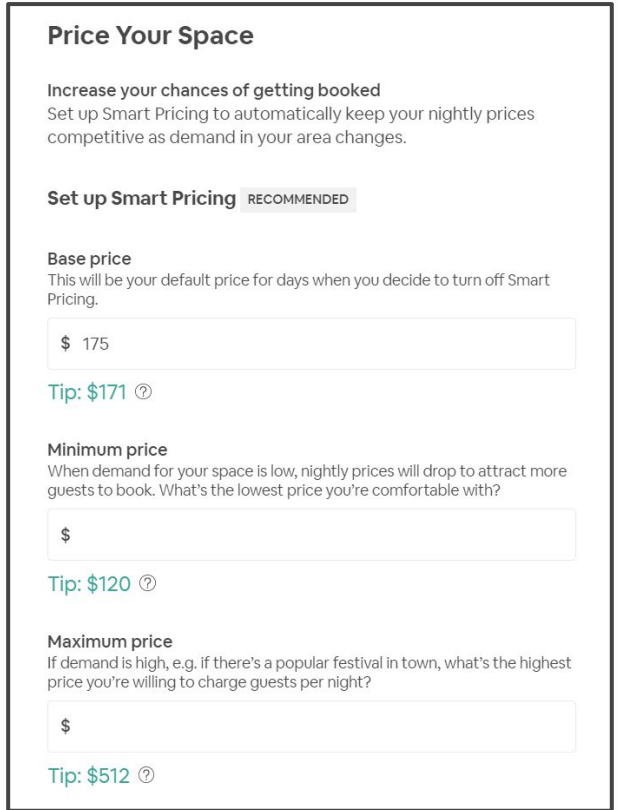 Price Your Space
Increase your chances of getting booked
Set up Smart Pricing to automatically keep your nightly prices
competitive as demand in your area changes.
Set up Smart Pricing RECOMMENDED
Base price
This will be your default price for days when you decide to turn off Smart
Pricing.
$ 175
Tip: $171 ?
Minimum price
When demand for your space is low, nightly prices will drop to attract more
guests to book. What's the lowest price you're comfortable with?
$
Tip: $120 ?
Maximum price
If demand is high, e.g. if there's a popular festival in town, what's the highest
price you're willing to charge guests per night?
$
Tip: $512 ?